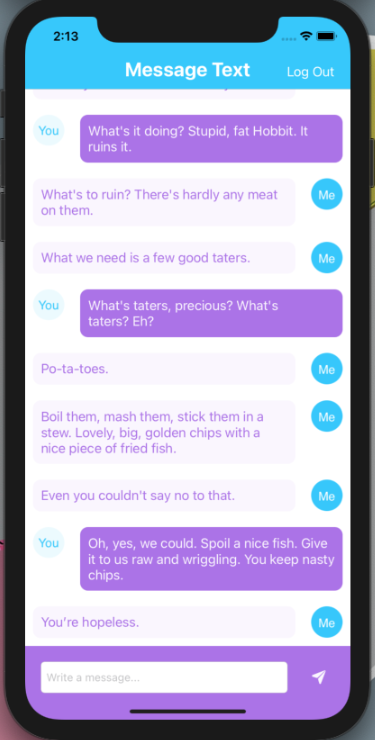 2:13
Message Text
Log Out
You
What's it doing? Stupid, fat Hobbit. It
ruins it.
What's to ruin? There's hardly any meat
on them.
Me
What we need is a few good taters.
Me
You
What's taters, precious? What's
taters? Eh?
Po-ta-toes.
Me
Boil them, mash them, stick them in a
stew. Lovely, big, golden chips with a
nice piece of fried fish.
Me
Even you couldn't say no to that.
Me
You
Oh, yes, we could. Spoil a nice fish. Give
it to us raw and wriggling. You keep nasty
chips.
You're hopeless.
Me
Write a message...